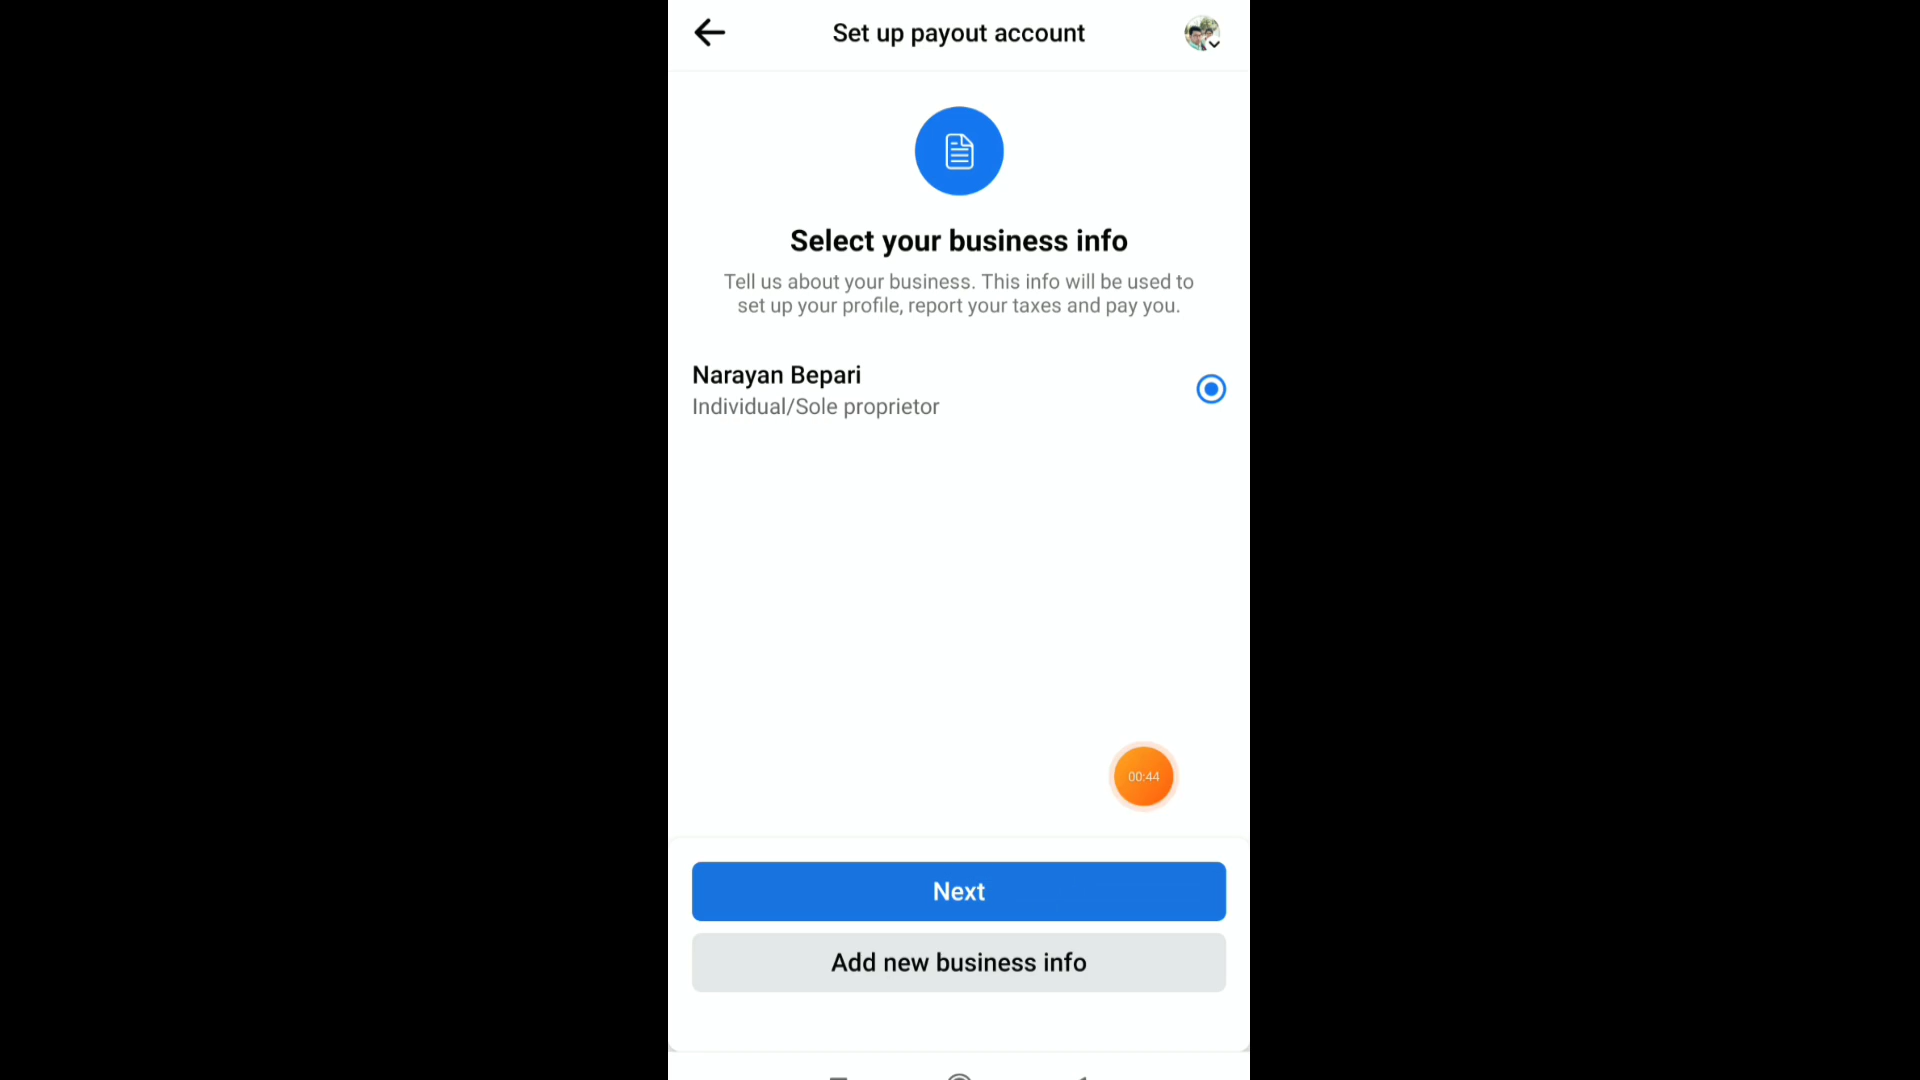 Set up payout account
Select your business info
Tell us about your business. This info will be used to
set up your profile, report your taxes and pay you.
Narayan Bepari
Individual/Sole proprietor
00:44
Next
Add new business info